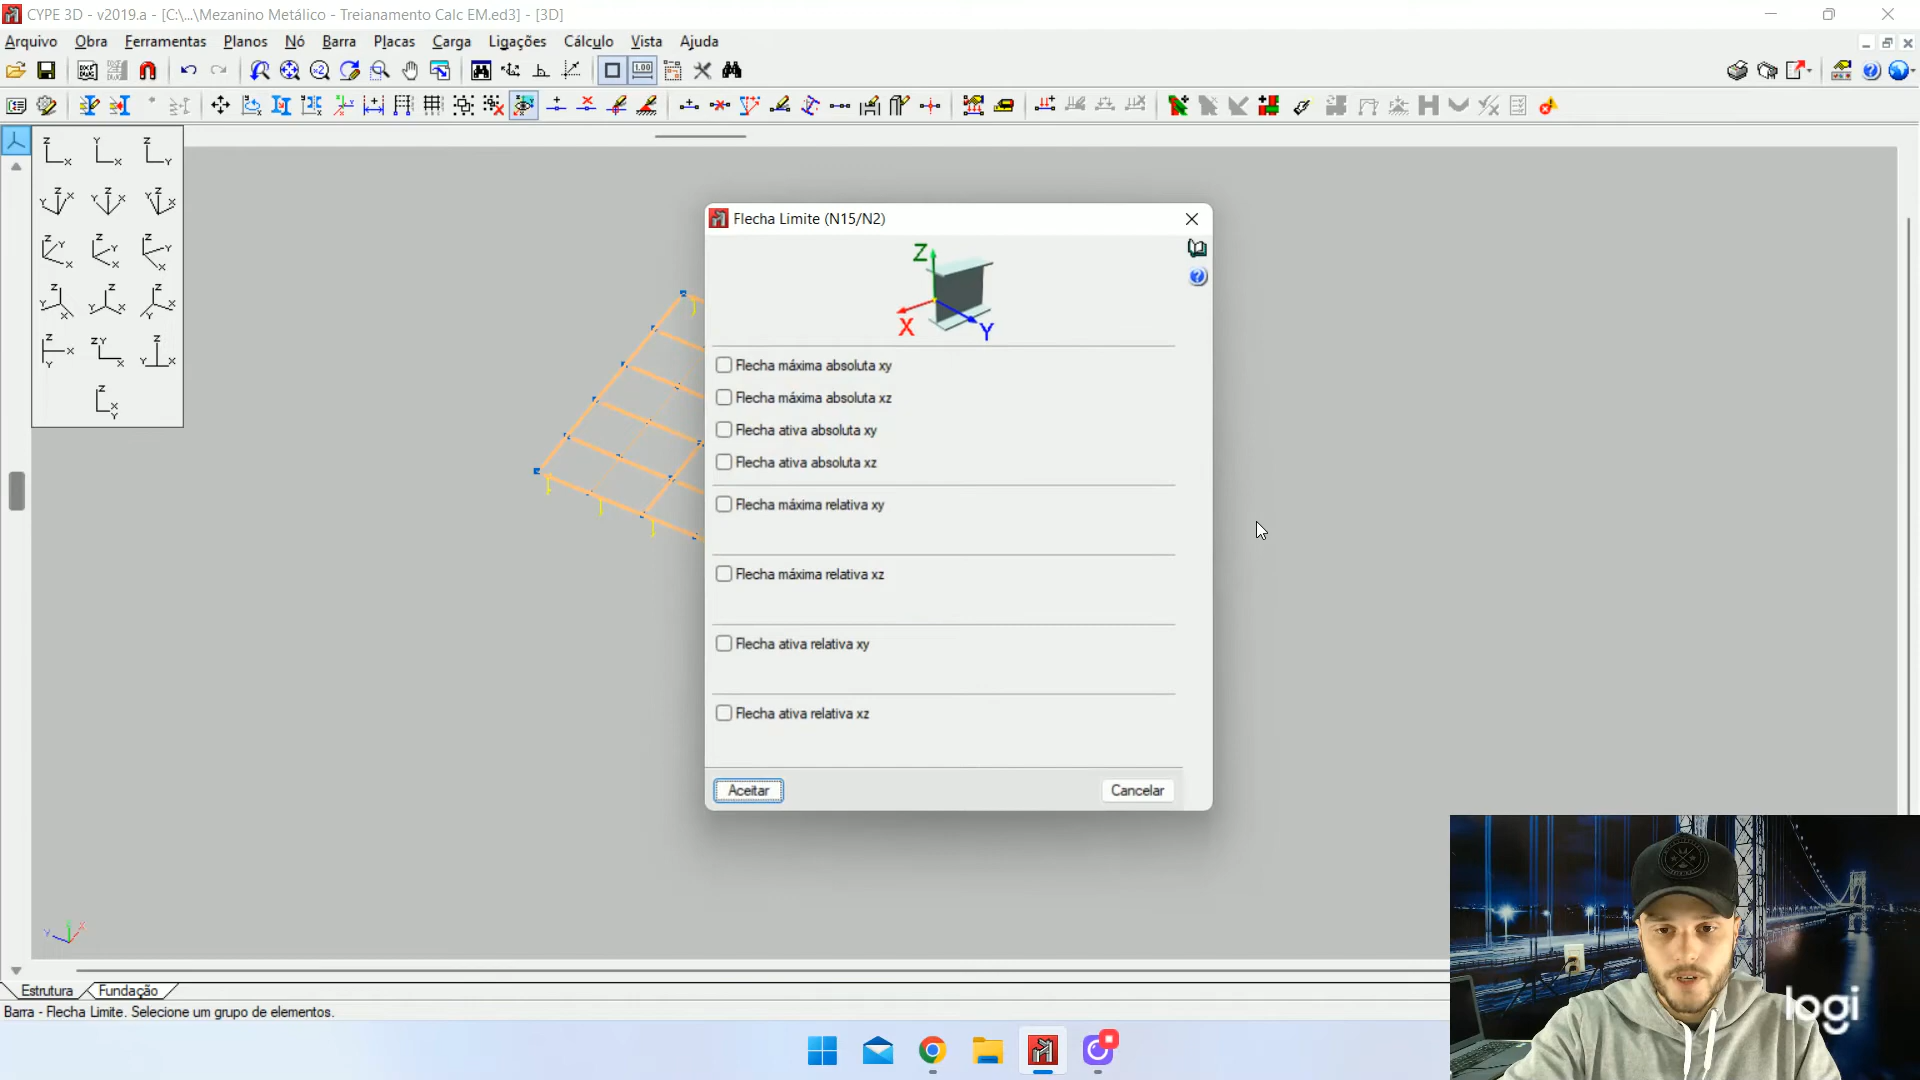 CYPE 3D - v2019.a - [C:\...\Mezanino Metálico - Treianamento Calc EM.ed3] - [3D]
Arquivo Obra Ferramentas Planos Nó Barra Placas Carga Ligações Cálculo Vista Ajuda
Flecha Limite (N15/N2)
Z
X
Y
Flecha máxima absoluta xy
Flecha máxima absoluta xz
Flecha ativa absoluta xy
Flecha ativa absoluta xz
Flecha máxima relativa xy
Flecha máxima relativa xz
Flecha ativa relativa xy
Flecha ativa relativa xz
Aceitar Cancelar
logi
Estrutura Fundação
Barra - Flecha Limite. Selecione um grupo de elementos.